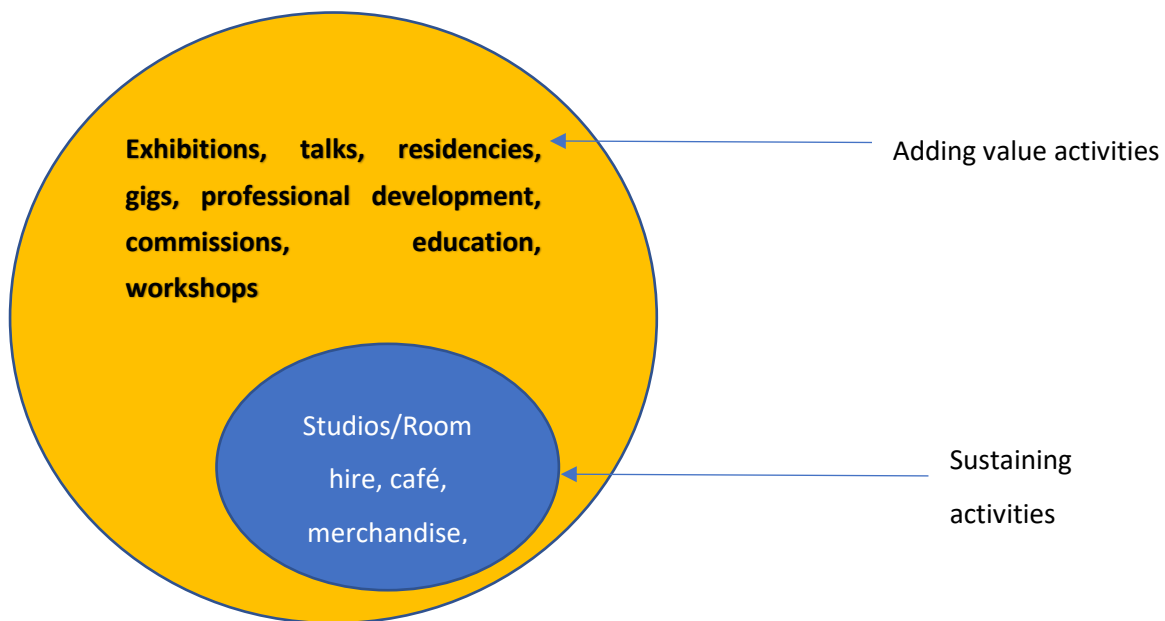 Exhibitions, talks, residencies,
gigs, professional development,
commissions, education,
workshops
Adding value activities
Studios/Room
hire, café,
merchandise,
Sustaining
activities